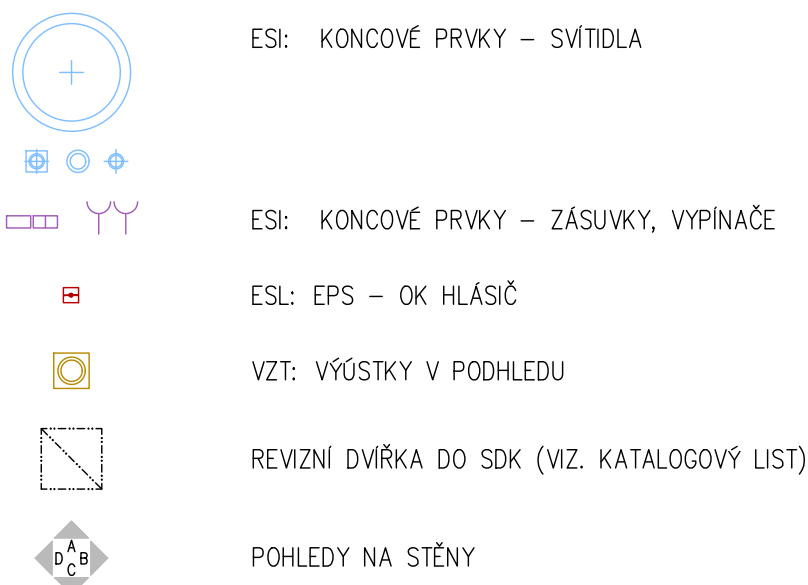 ESI: KONCOVÉ PRVKY – SVÍTIDLA
ESI: KONCOVÉ PRVKY – ZÁSUVKY, VYPÍNAČE
ESL: EPS – OK HLÁSIČ
VZT: VÝÚSTKY V PODHLEDU
REVIZNÍ DVÍŘKA DO SDK (VIZ. KATALOGOVÝ LIST)
A
D B
C
POHLEDY NA STĚNY